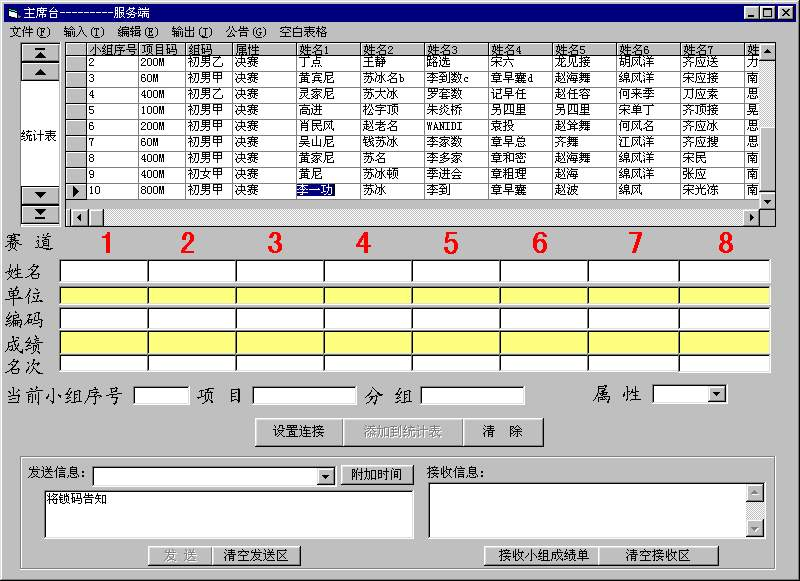 主席台---------服务端
文件(F) 输入(I) 编辑(E) 输出(T) 公告(G) 空白表格
小组序号 项目码 组码 属性 姓名1 姓名2 姓名3 姓名4 姓名5 姓名6 姓名7 姓
2 200M 初男乙 决赛 丁点 王静 路选 宋六 龙见接 胡风洋 齐应送
3 60M 初男甲 决赛 黄宾尼 苏冰名b 李到数c 章早囊d 赵海舞 绵风洋 宋应接 南
4 400M 初男乙 决赛 灵家尼 苏大冰 罗套数 记早任 赵任容 何来季 刀应素 思
5 100M 初男甲 决赛 高进 松字顶 朱炎桥 另四里 另四里 宋单丁 齐顶接 晃
6 200M 初男甲 决赛 肖民风 赵老名 WANIDI 袁投 赵耸舞 何风名 齐应冰 思
7 60M 初男甲 决赛 吴山尼 钱苏冰 李家数 章早总 齐舞 江风洋 齐应搜 思
8 400M 初男甲 决赛 黄家尼 苏名 李多家 章和密 赵海舞 绵风洋 宋民 南
9 400M 初女甲 决赛 黄尼 苏冰顿 季进会 章粗理 赵海 绵风洋 张应 南
10 800M 初男甲 决赛 李一功 苏冰 李到 章早囊 赵波 绵风 宋光冻 南
统计表
赛 道 1 2 3 4 5 6 7 8
姓名
单位
编码
成绩
名次
当前小组序号 项 目 分 组 属 性
设置连接 添加到统计表 清 除
发送信息: 附加时间 接收信息:
将锁码告知
发 送 清空发送区 接收小组成绩单 清空接收区